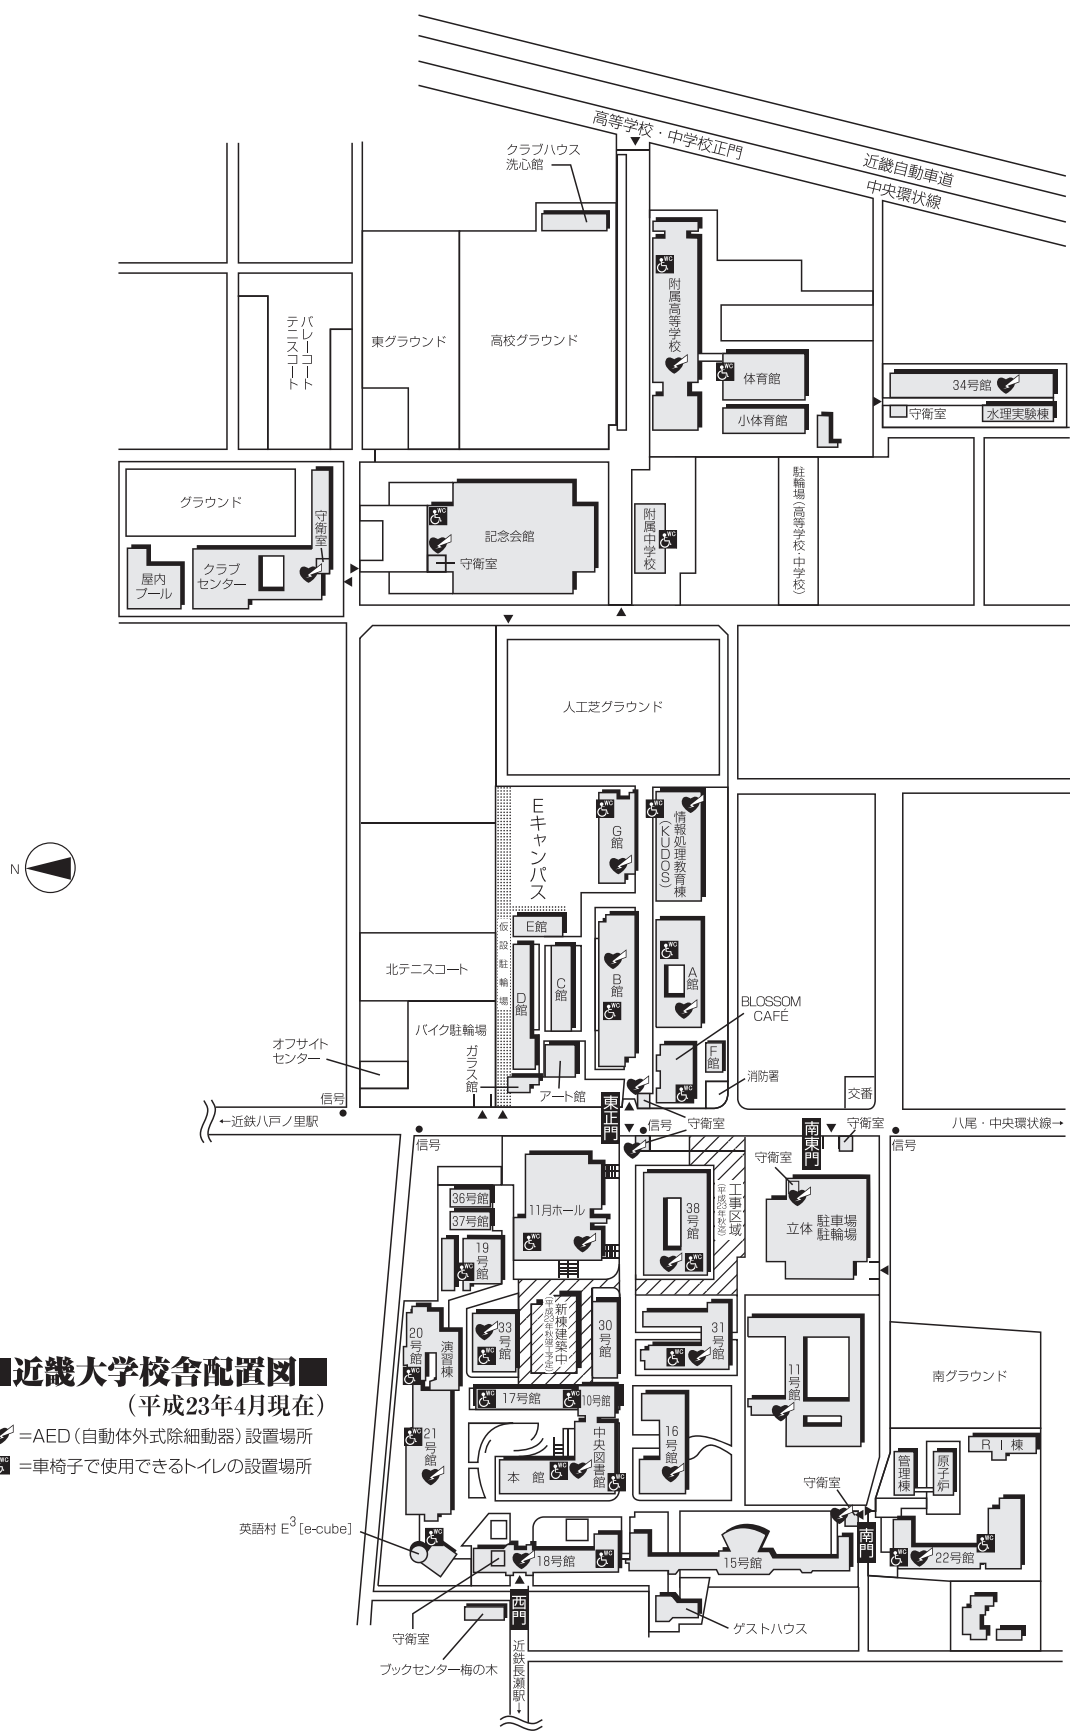 高等学校・中学校正門
近畿自動車道
中央環状線
クラブハウス
洗心館
バレーコート
テニスコート
東グラウンド
高校グラウンド
附属高等学校
体育館
小体育館
34号館
守衛室
水理実験棟
グラウンド
守衛室
屋内
プール
クラブ
センター
記念会館
守衛室
附属中学校
駐輪場(高等学校・中学校)
人工芝グラウンド
N
Eキャンパス
G館
情報処理教育棟
(KUDOS)
仮設駐輪場
E館
北テニスコート
D館
C館
B館
A館
BLOSSOM
CAFÉ
F館
バイク駐輪場
ガラス館
アート館
オフサイト
センター
消防署
交番
信号
←近鉄八戸ノ里駅
東正門
守衛室
信号
信号
南東門
守衛室
信号
八尾・中央環状線→
守衛室
36号館
37号館
19号館
11月ホール
38号館
工事区域
(平成23年秋迄)
立体
駐車場
駐輪場
20号館
演習棟
33号館
新棟建築中
(平成23年秋竣工予定)
30号館
31号館
11号館
南グラウンド
近畿大学校舎配置図
(平成23年4月現在)
=AED(自動体外式除細動器)設置場所
WC
=車椅子で使用できるトイレの設置場所
17号館
10号館
21号館
本館
中央図書館
16号館
管理棟
原子炉
RI棟
守衛室
南門
英語村 E3[e-cube]
18号館
15号館
22号館
西門
守衛室
ゲストハウス
ブックセンター梅の木
近鉄長瀬駅→